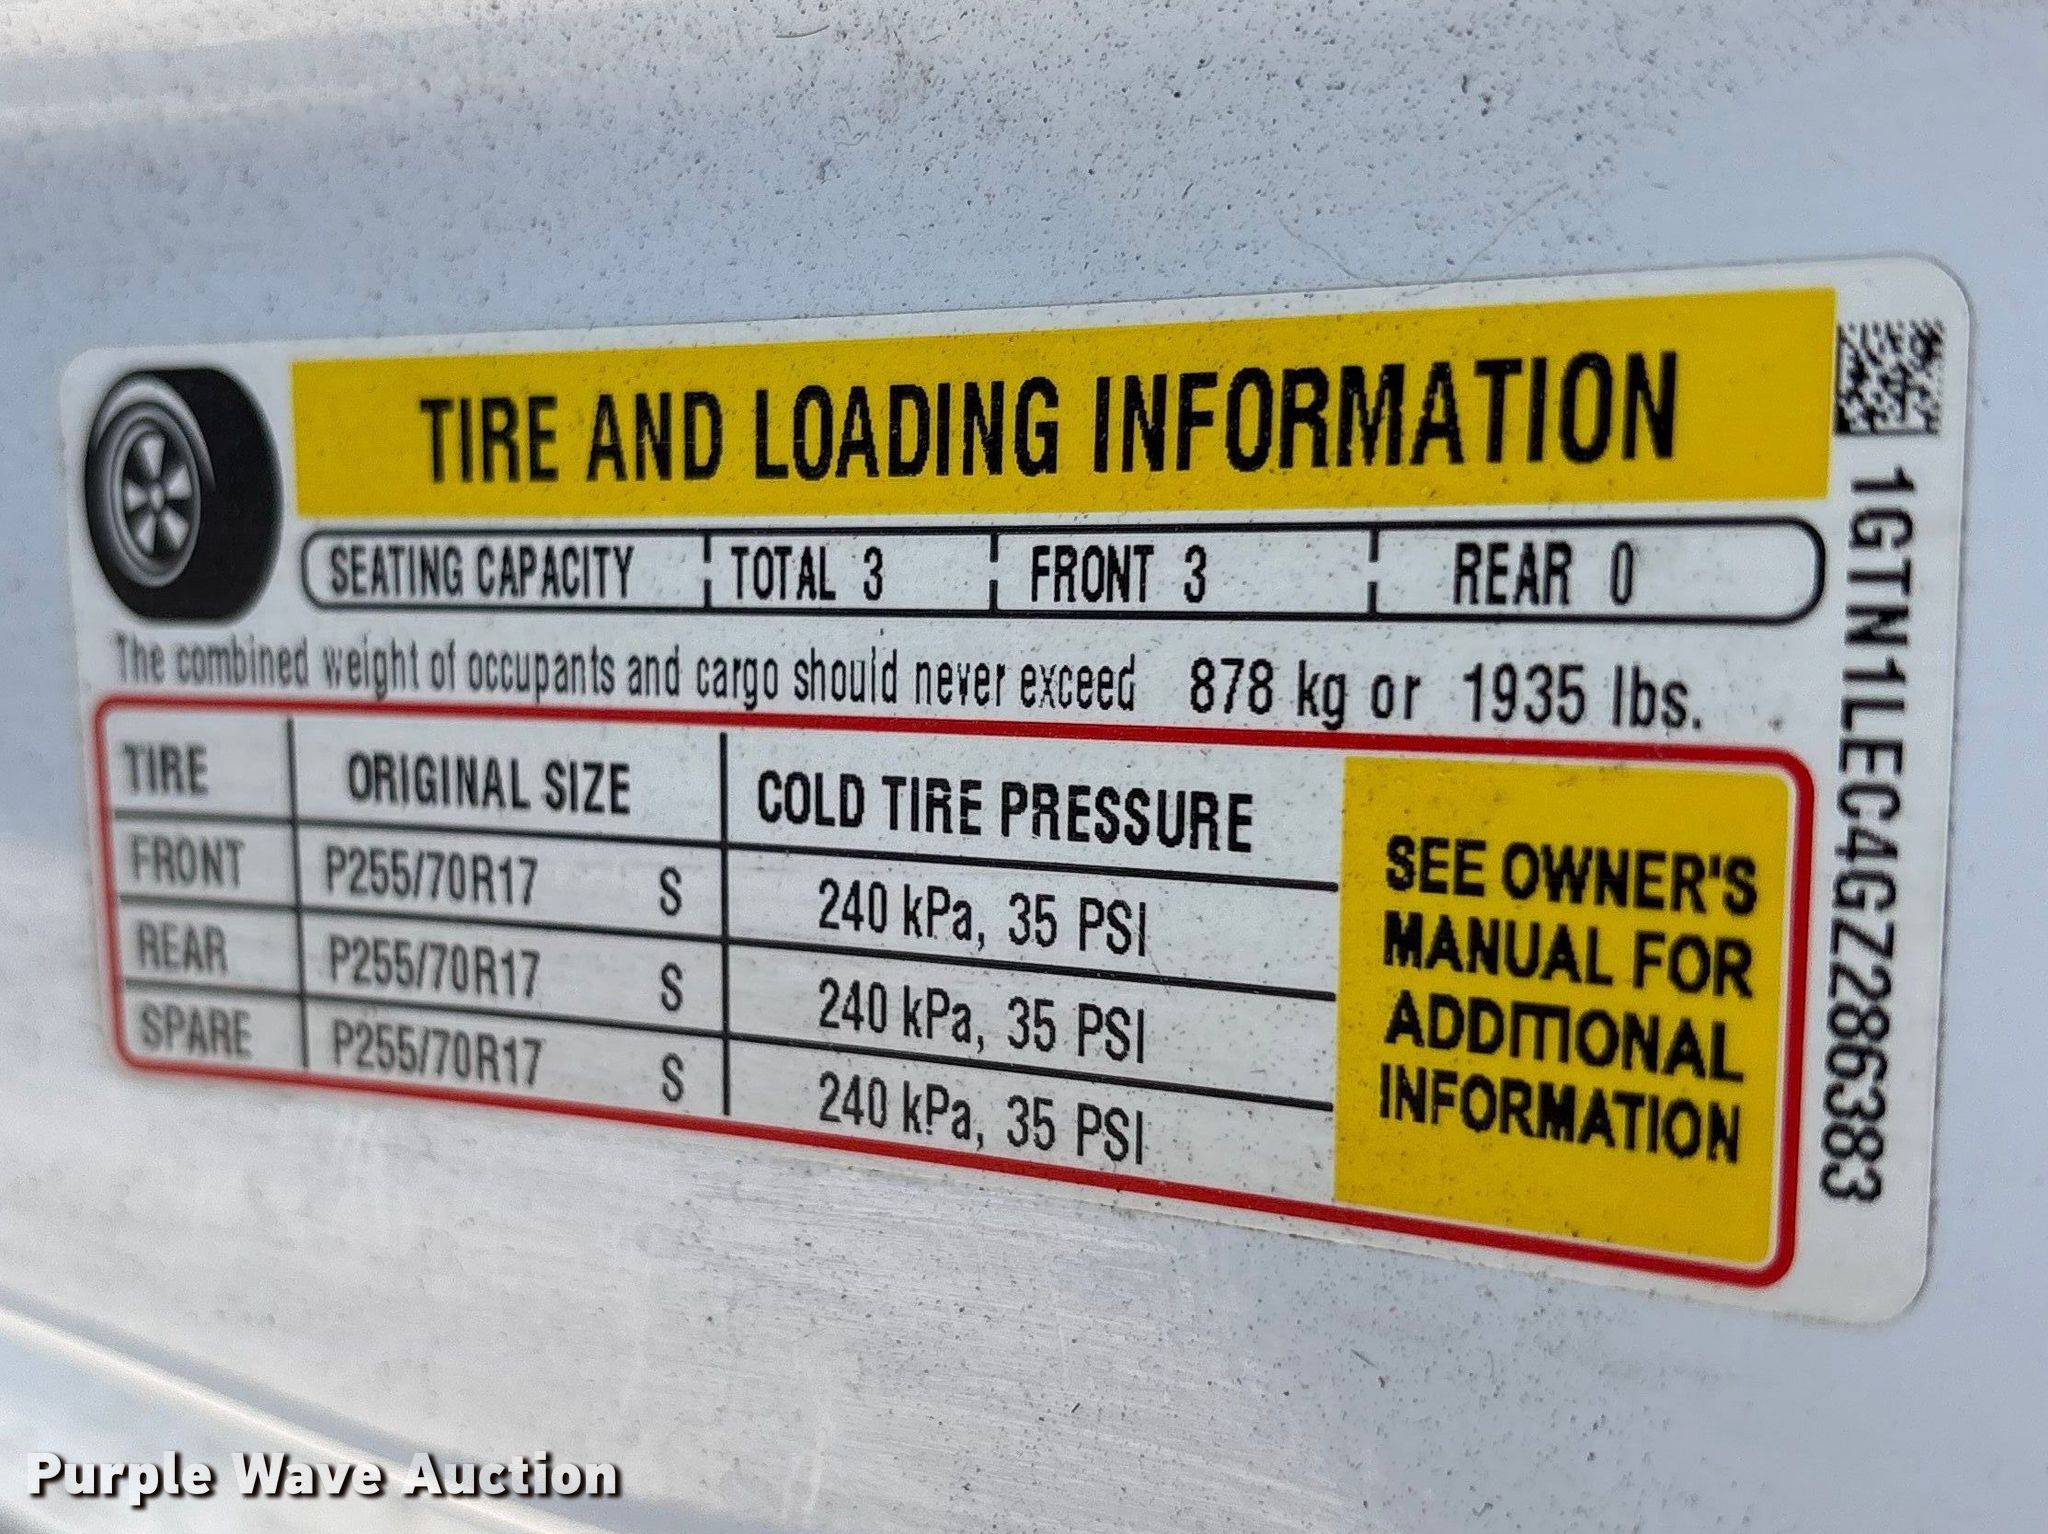 TIRE AND LOADING INFORMATION
SEATING CAPACITY TOTAL 3 FRONT 3 REAR 0
The combined weight of occupants and cargo should never exceed 878 kg or 1935 lbs.
TIRE ORIGINAL SIZE COLD TIRE PRESSURE
FRONT P255/70R17 S 240 kPa, 35 PSI
REAR P255/70R17 S 240 kPa, 35 PSI
SPARE P255/70R17 S 240 kPa, 35 PSI
SEE OWNER'S
MANUAL FOR
ADDITIONAL
INFORMATION
1GTN1LEC4GZ286383
Purple Wave Auction